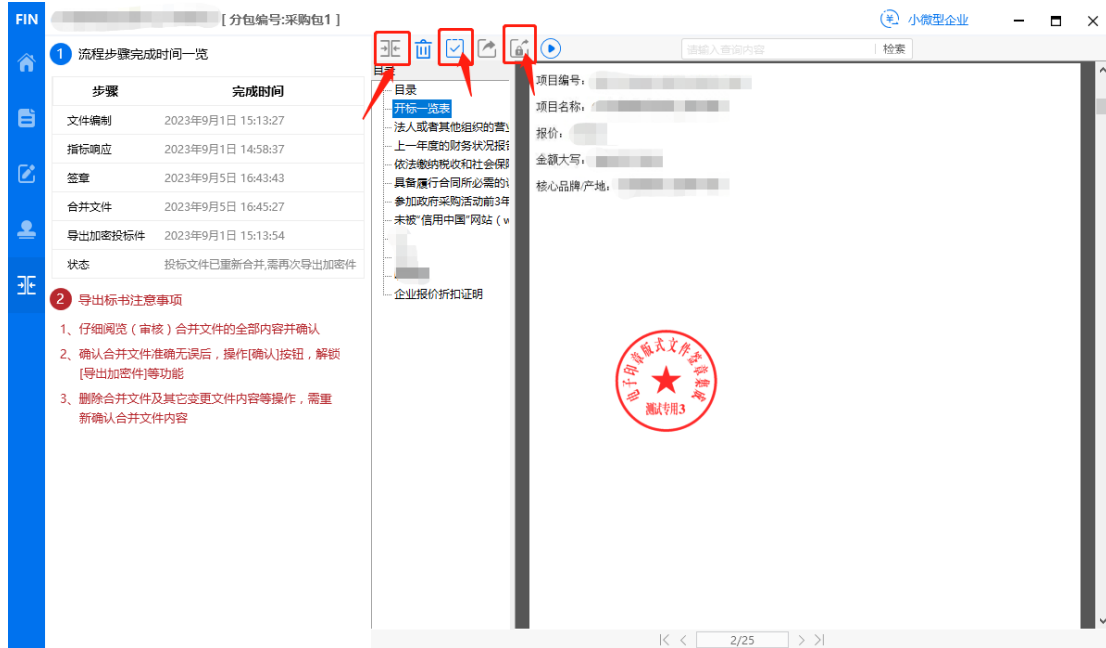 FIN
[ 分包编号:采购包1 ]
小微型企业
1 流程步骤完成时间一览
步骤 完成时间
文件编制 2023年9月1日 15:13:27
指标响应 2023年9月1日 14:58:37
签章 2023年9月5日 16:43:43
合并文件 2023年9月5日 16:45:27
导出加密投标件 2023年9月1日 15:13:54
状态 投标文件已重新合并,需再次导出加密件
2 导出标书注意事项
1、仔细阅览（审核）合并文件的全部内容并确认
2、确认合并文件准确无误后，操作[确认]按钮，解锁
[导出加密件]等功能
3、删除合并文件及其它变更文件内容等操作，需重
新确认合并文件内容
请输入查询内容
检索
目录
目录
开标一览表
法人或者其他组织的营业
上一年度的财务状况报告
依法缴纳税收和社会保障
具备履行合同所必需的设
参加政府采购活动前3年
未被“信用中国”网站（w
企业报价折扣证明
项目编号：
项目名称：
报价：
金额大写：
核心品牌/产地：
电子印章版式文件签章集成
测试专用3
2/25